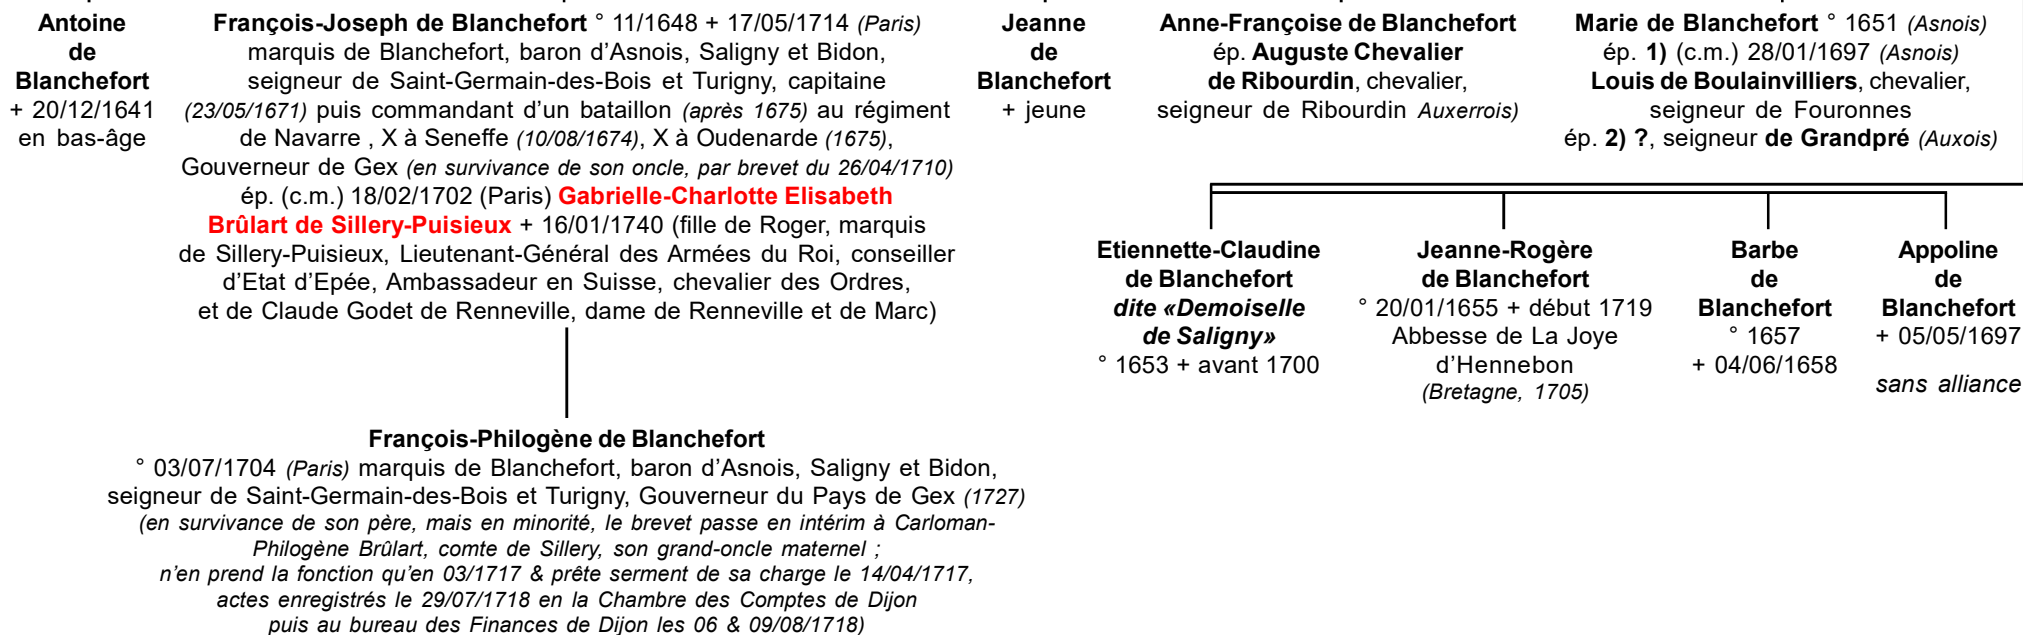 Antoine
de
Blanchefort
+ 20/12/1641
en bas-âge
François-Joseph de Blanchefort ° 11/1648 + 17/05/1714 (Paris)
marquis de Blanchefort, baron d’Asnois, Saligny et Bidon,
seigneur de Saint-Germain-des-Bois et Turigny, capitaine
(23/05/1671) puis commandant d’un bataillon (après 1675) au régiment
de Navarre , X à Seneffe (10/08/1674), X à Oudenarde (1675),
Gouverneur de Gex (en survivance de son oncle, par brevet du 26/04/1710)
ép. (c.m.) 18/02/1702 (Paris) Gabrielle-Charlotte Elisabeth
Brûlart de Sillery-Puisieux + 16/01/1740 (fille de Roger, marquis
de Sillery-Puisieux, Lieutenant-Général des Armées du Roi, conseiller
d’Etat d’Epée, Ambassadeur en Suisse, chevalier des Ordres,
et de Claude Godet de Renneville, dame de Renneville et de Marc)
Jeanne
de
Blanchefort
+ jeune
Anne-Françoise de Blanchefort
ép. Auguste Chevalier
de Ribourdin, chevalier,
seigneur de Ribourdin Auxerrois)
Marie de Blanchefort ° 1651 (Asnois)
ép. 1) (c.m.) 28/01/1697 (Asnois)
Louis de Boulainvilliers, chevalier,
seigneur de Fouronnes
ép. 2) ?, seigneur de Grandpré (Auxois)
Etiennette-Claudine
de Blanchefort
dite «Demoiselle
de Saligny»
° 1653 + avant 1700
Jeanne-Rogère
de Blanchefort
° 20/01/1655 + début 1719
Abbesse de La Joye
d’Hennebon
(Bretagne, 1705)
Barbe
de
Blanchefort
° 1657
+ 04/06/1658
Appoline
de
Blanchefort
+ 05/05/1697
sans alliance
François-Philogène de Blanchefort
° 03/07/1704 (Paris) marquis de Blanchefort, baron d’Asnois, Saligny et Bidon,
seigneur de Saint-Germain-des-Bois et Turigny, Gouverneur du Pays de Gex (1727)
(en survivance de son père, mais en minorité, le brevet passe en intérim à Carloman-
Philogène Brûlart, comte de Sillery, son grand-oncle maternel ;
n’en prend la fonction qu’en 03/1717 & prête serment de sa charge le 14/04/1717,
actes enregistrés le 29/07/1718 en la Chambre des Comptes de Dijon
puis au bureau des Finances de Dijon les 06 & 09/08/1718)